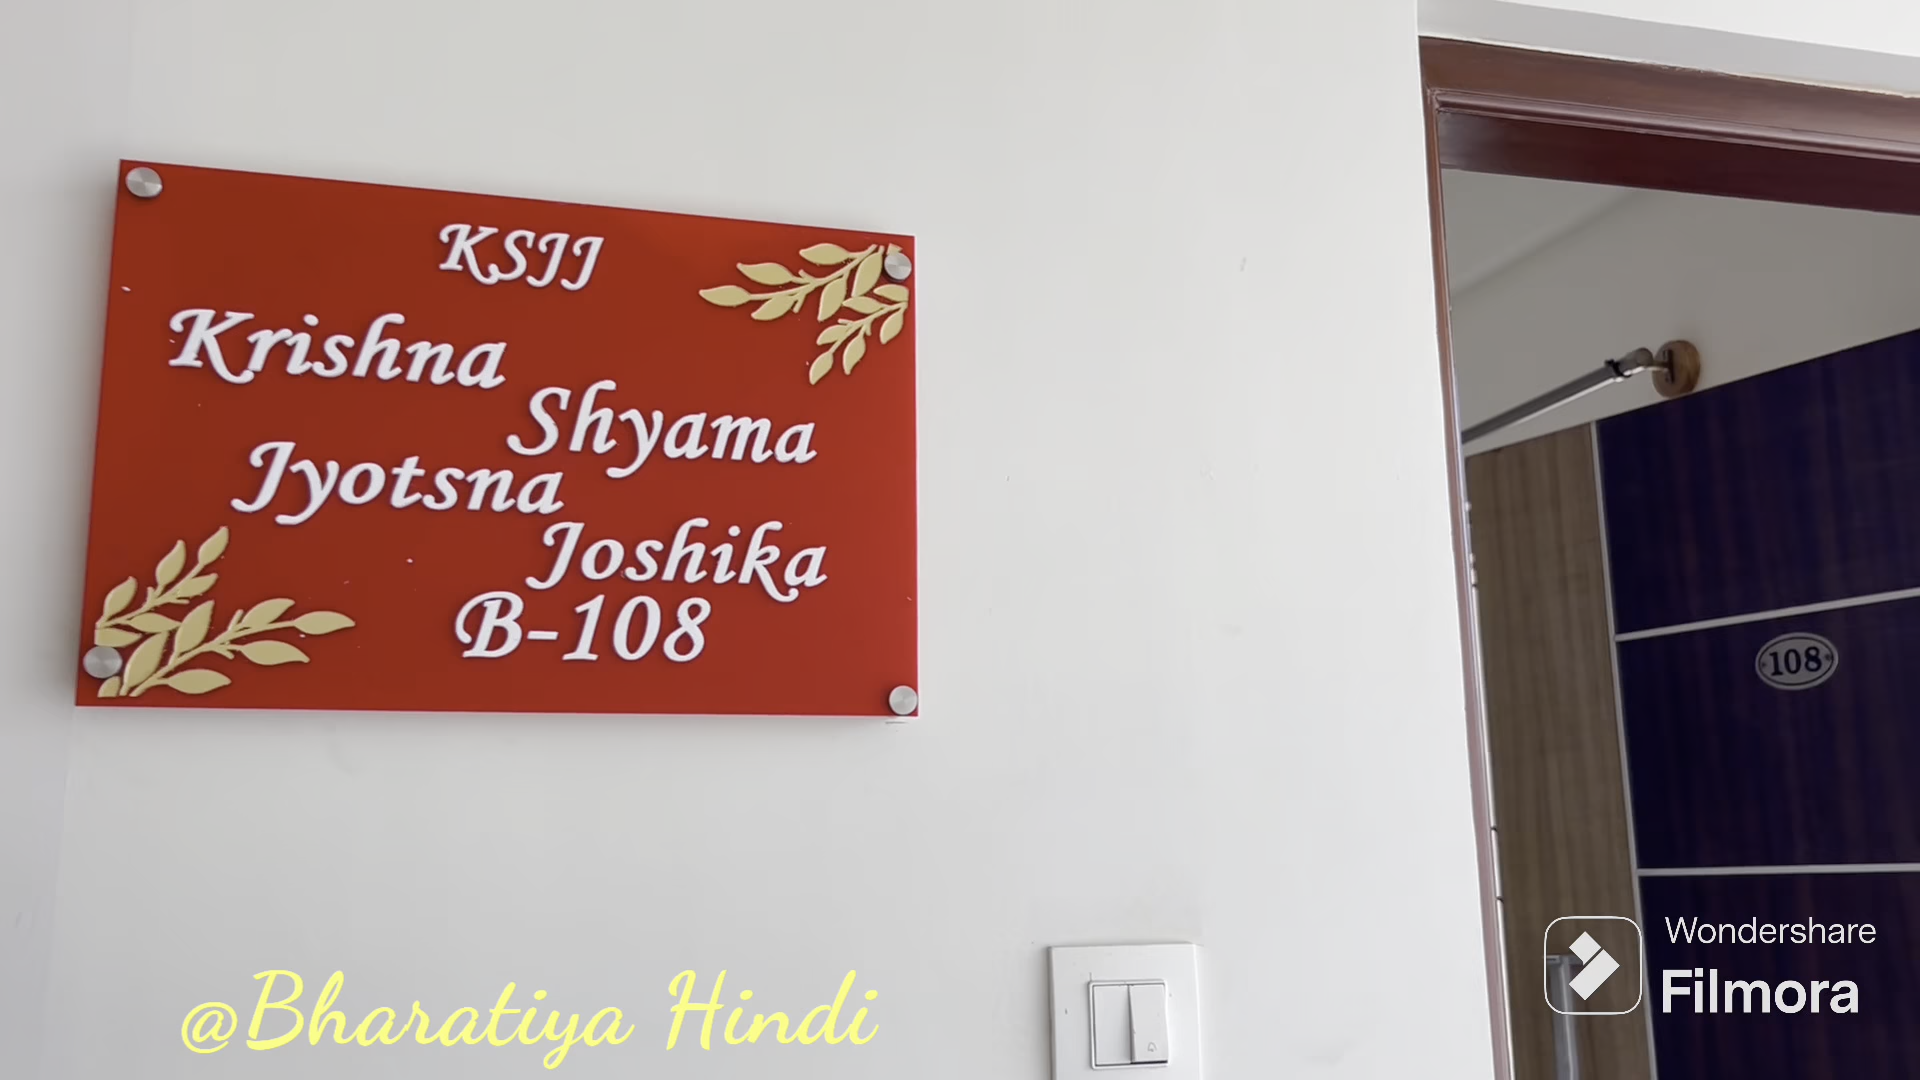 KSJJ
Krishna
Shyama
Jyotsna
Joshika
B-108
108
Wondershare
Filmora
@Bharatiya Hindi